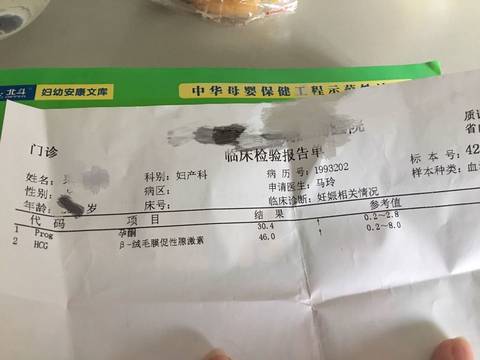 北斗 妇幼安康文库 中华母婴保健工程示范
院
门诊 临床检验报告单 质
省
姓名: 科别: 妇产科 病 历 号: 1993202 标 本 号: 42
性别: 病区: 申请医生: 马玲 样本种类: 血
年龄: 岁 床号: 临床诊断: 妊娠相关情况
代 码 项 目 结 果 参考值
1 Prog 孕酮 30.4 ↑ 0.2-2.8
2 HCG β-绒毛膜促性腺激素 46.0 ↑ 0.2-8.0